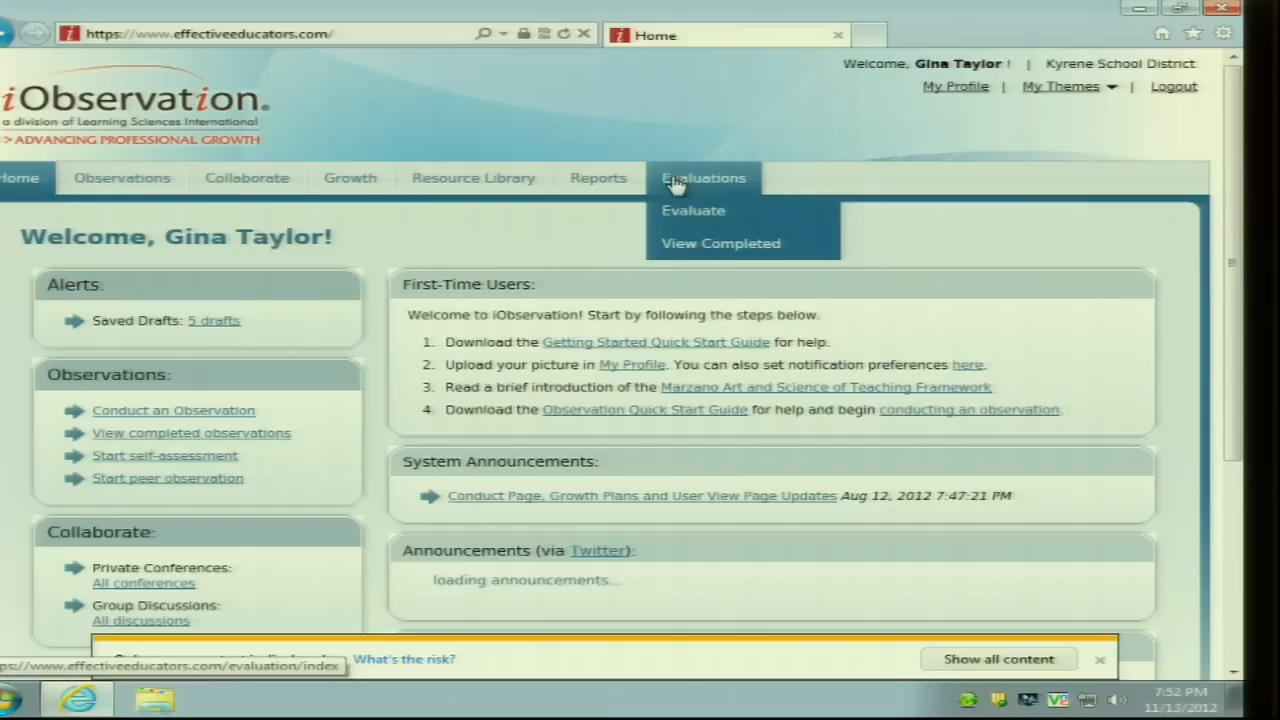 https://www.effectiveeducators.com/
Home
Welcome, Gina Taylor ! | Kyrene School District
My Profile | My Themes | Logout
iObservation.
a division of Learning Sciences International
> ADVANCING PROFESSIONAL GROWTH
Home Observations Collaborate Growth Resource Library Reports Evaluations
Evaluate
View Completed
Welcome, Gina Taylor!
Alerts:
Saved Drafts: 5 drafts
Observations:
Conduct an Observation
View completed observations
Start self-assessment
Start peer observation
Collaborate:
Private Conferences:
All conferences
Group Discussions:
All discussions
First-Time Users:
Welcome to iObservation! Start by following the steps below.
1. Download the Getting Started Quick Start Guide for help.
2. Upload your picture in My Profile. You can also set notification preferences here.
3. Read a brief introduction of the Marzano Art and Science of Teaching Framework
4. Download the Observation Quick Start Guide for help and begin conducting an observation.
System Announcements:
Conduct Page, Growth Plans and User View Page Updates Aug 12, 2012 7:47:21 PM
Announcements (via Twitter):
loading announcements...
What's the risk? Show all content
ps://www.effectiveeducators.com/evaluation/index
7:52 PM
11/13/2012